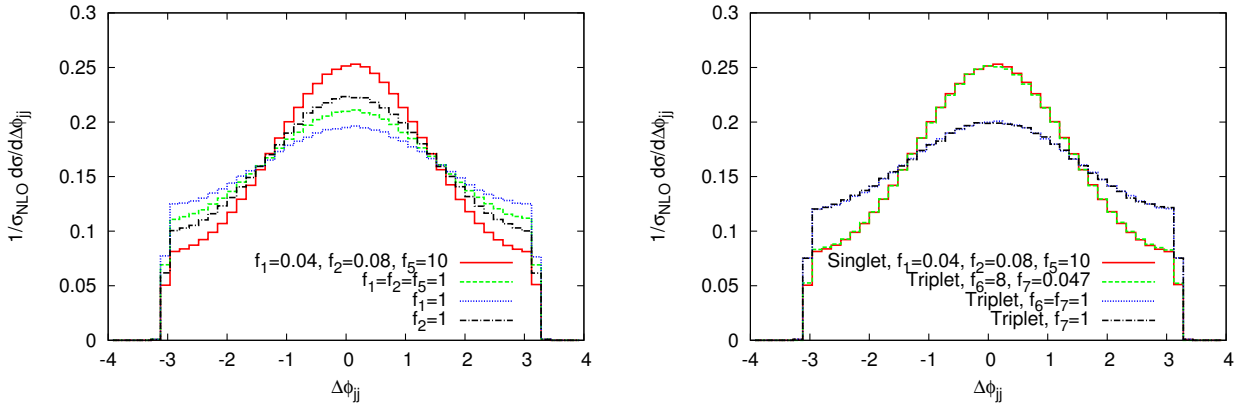 0.3
0.25
0.2
0.15
0.1
0.05
0
1/σNLO dσ/dΔϕjj
f1=0.04, f2=0.08, f5=10
f1=f2=f5=1
f1=1
f2=1
-4 -3 -2 -1 0 1 2 3 4
Δϕjj
0.3
0.25
0.2
0.15
0.1
0.05
0
1/σNLO dσ/dΔϕjj
Singlet, f1=0.04, f2=0.08, f5=10
Triplet, f6=8, f7=0.047
Triplet, f6=f7=1
Triplet, f7=1
-4 -3 -2 -1 0 1 2 3 4
Δϕjj